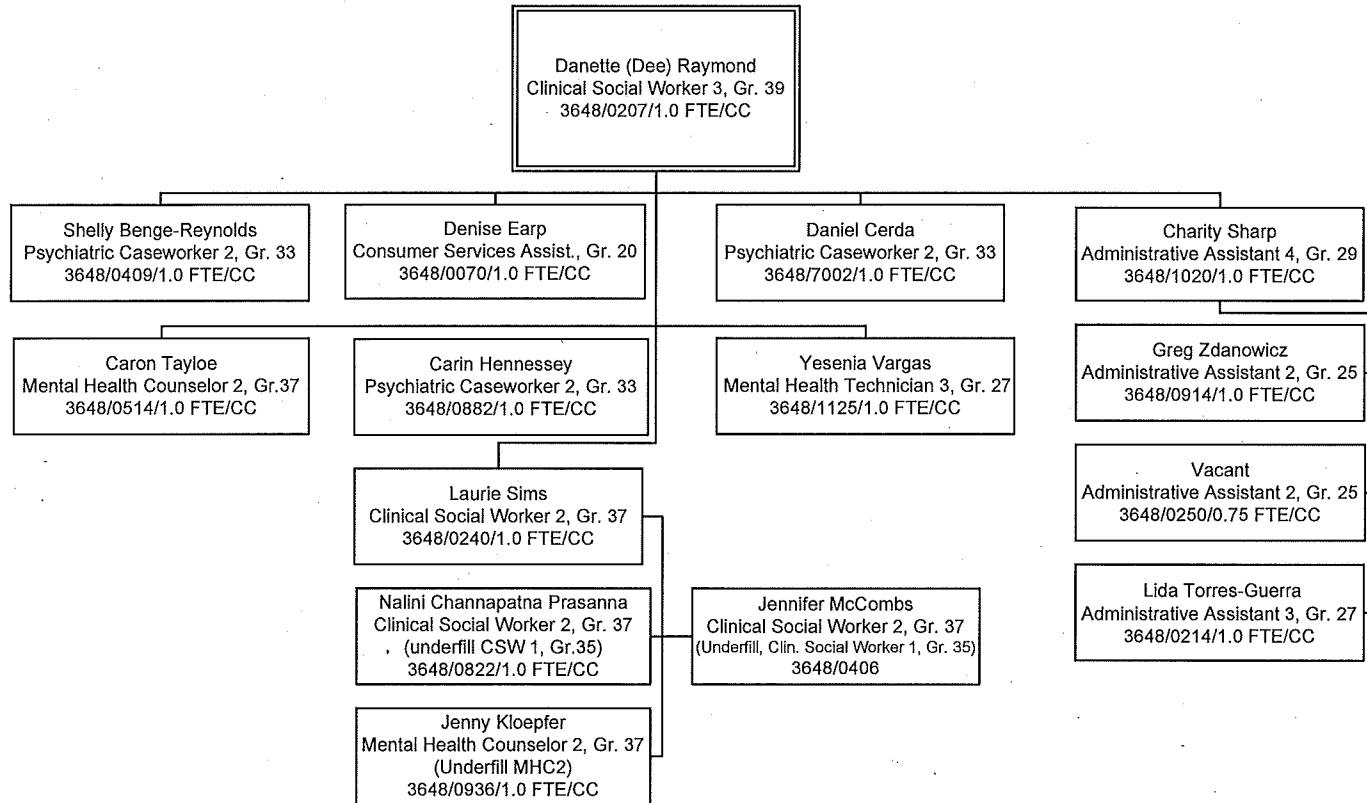 Danette (Dee) Raymond
Clinical Social Worker 3, Gr. 39
3648/0207/1.0 FTE/CC
Shelly Benge-Reynolds
Psychiatric Caseworker 2, Gr. 33
3648/0409/1.0 FTE/CC
Denise Earp
Consumer Services Assist., Gr. 20
3648/0070/1.0 FTE/CC
Daniel Cerda
Psychiatric Caseworker 2, Gr. 33
3648/7002/1.0 FTE/CC
Charity Sharp
Administrative Assistant 4, Gr. 29
3648/1020/1.0 FTE/CC
Caron Tayloe
Mental Health Counselor 2, Gr.37
3648/0514/1.0 FTE/CC
Carin Hennessey
Psychiatric Caseworker 2, Gr. 33
3648/0882/1.0 FTE/CC
Yesenia Vargas
Mental Health Technician 3, Gr. 27
3648/1125/1.0 FTE/CC
Greg Zdanowicz
Administrative Assistant 2, Gr. 25
3648/0914/1.0 FTE/CC
Laurie Sims
Clinical Social Worker 2, Gr. 37
3648/0240/1.0 FTE/CC
Vacant
Administrative Assistant 2, Gr. 25
3648/0250/0.75 FTE/CC
Nalini Channapatna Prasanna
Clinical Social Worker 2, Gr. 37
(underfill CSW 1, Gr.35)
3648/0822/1.0 FTE/CC
Jennifer McCombs
Clinical Social Worker 2, Gr. 37
(Underfill, Clin. Social Worker 1, Gr. 35)
3648/0406
Lida Torres-Guerra
Administrative Assistant 3, Gr. 27
3648/0214/1.0 FTE/CC
Jenny Kloepfer
Mental Health Counselor 2, Gr. 37
(Underfill MHC2)
3648/0936/1.0 FTE/CC